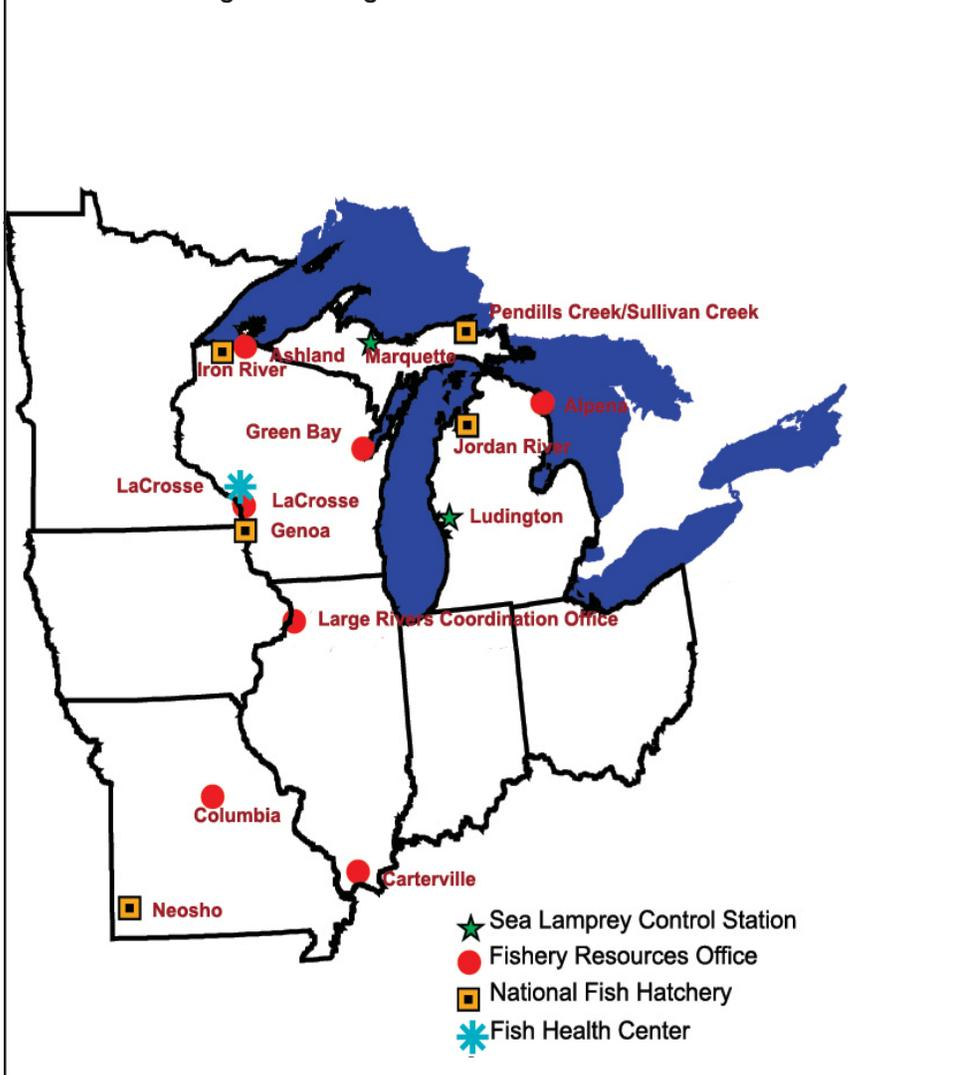 Pendills Creek/Sullivan Creek
Ashland
Marquette
Iron River
Alpena
Green Bay
Jordan River
LaCrosse
LaCrosse
Ludington
Genoa
Large Rivers Coordination Office
Columbia
Carterville
Neosho
Sea Lamprey Control Station
Fishery Resources Office
National Fish Hatchery
Fish Health Center